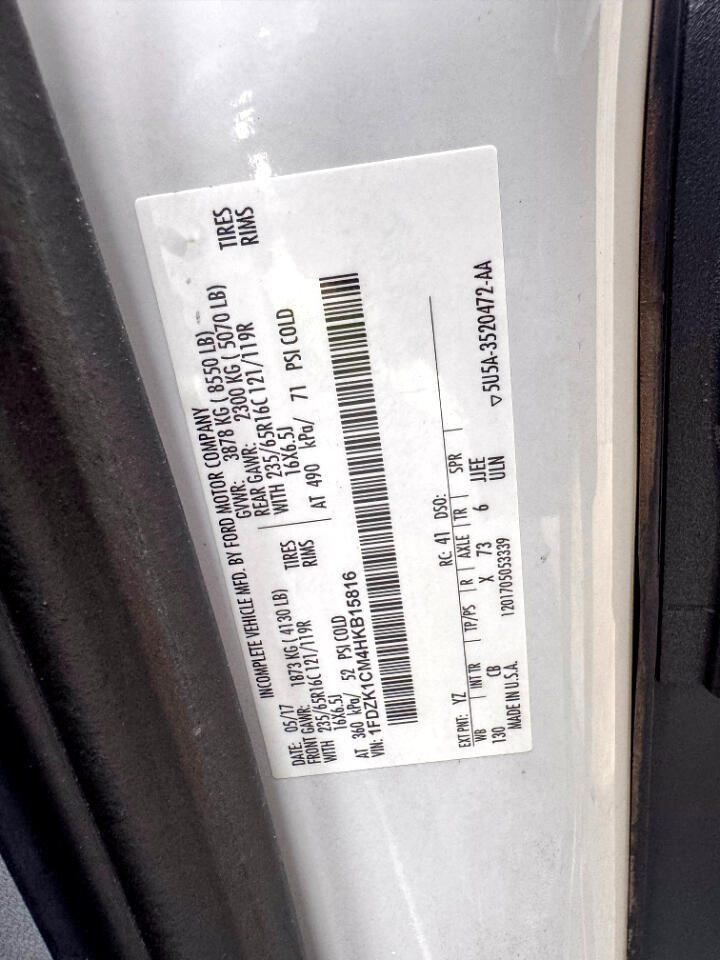 INCOMPLETE VEHICLE MFD. BY FORD MOTOR COMPANY
DATE: 05/17 GVWR: 3878 KG ( 8550 LB)
FRONT GAWR: 1873 KG ( 4130 LB) REAR GAWR: 2300 KG ( 5070 LB)
WITH 235/65R16C 121/119R TIRES WITH 235/65R16C 121/119R TIRES
16X6.5J RIMS 16X6.5J RIMS
AT 360 kPa/ 52 PSI COLD AT 490 kPa/ 71 PSI COLD
VIN: 1FDZK1CM4HKB15816
EXT PNT: YZ RC: 41 DSO:
WB INT TR TP/PS R AXLE TR SPR
130 CB X 73 6 JJEE
MADE IN U.S.A. 1201705053339 ULN
▽5U5A-3520472-AA